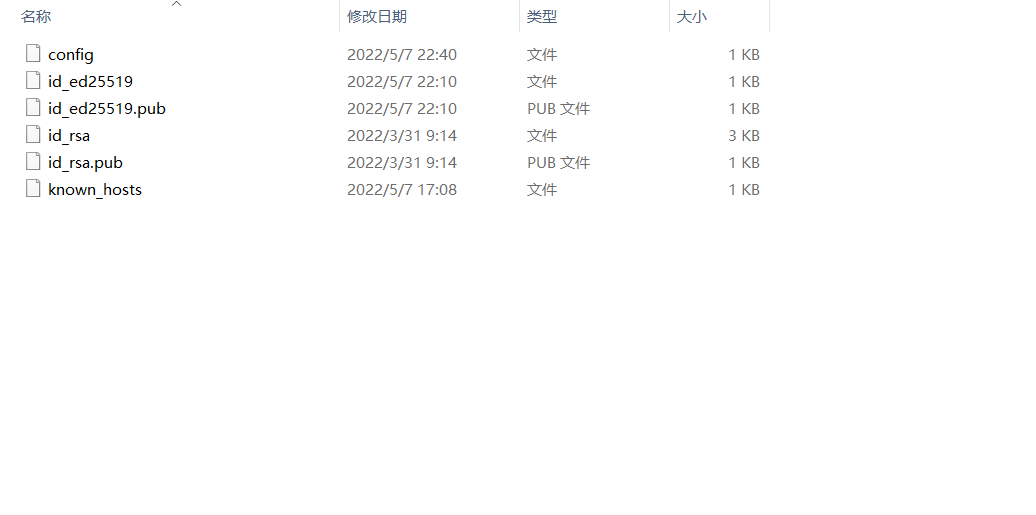 名称 修改日期 类型 大小
config 2022/5/7 22:40 文件 1 KB
id_ed25519 2022/5/7 22:10 文件 1 KB
id_ed25519.pub 2022/5/7 22:10 PUB 文件 1 KB
id_rsa 2022/3/31 9:14 文件 3 KB
id_rsa.pub 2022/3/31 9:14 PUB 文件 1 KB
known_hosts 2022/5/7 17:08 文件 1 KB